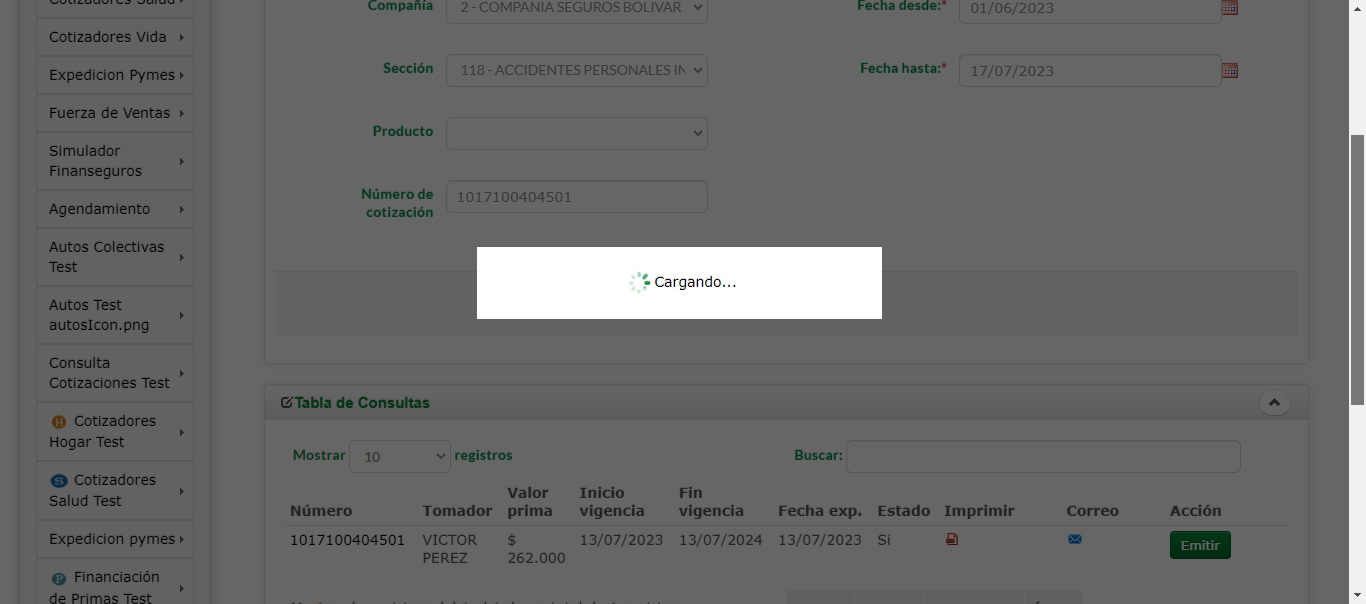 Cotizadores Salud
Cotizadores Vida
Expedicion Pymes
Fuerza de Ventas
Simulador
Finanseguros
Agendamiento
Autos Colectivas
Test
Autos Test
autosIcon.png
Consulta
Cotizaciones Test
H Cotizadores
Hogar Test
S Cotizadores
Salud Test
Expedicion pymes
P Financiación
de Primas Test
Compañía 2 - COMPANIA SEGUROS BOLIVAR Fecha desde:* 01/06/2023
Sección 118 - ACCIDENTES PERSONALES IN Fecha hasta:* 17/07/2023
Producto
Número de
cotización 1017100404501
Cargando...
Tabla de Consultas
Mostrar 10 registros Buscar:
Valor Inicio Fin
Número Tomador prima vigencia vigencia Fecha exp. Estado Imprimir Correo Acción
1017100404501 VICTOR $ 13/07/2023 13/07/2024 13/07/2023 Si Emitir
PEREZ 262.000